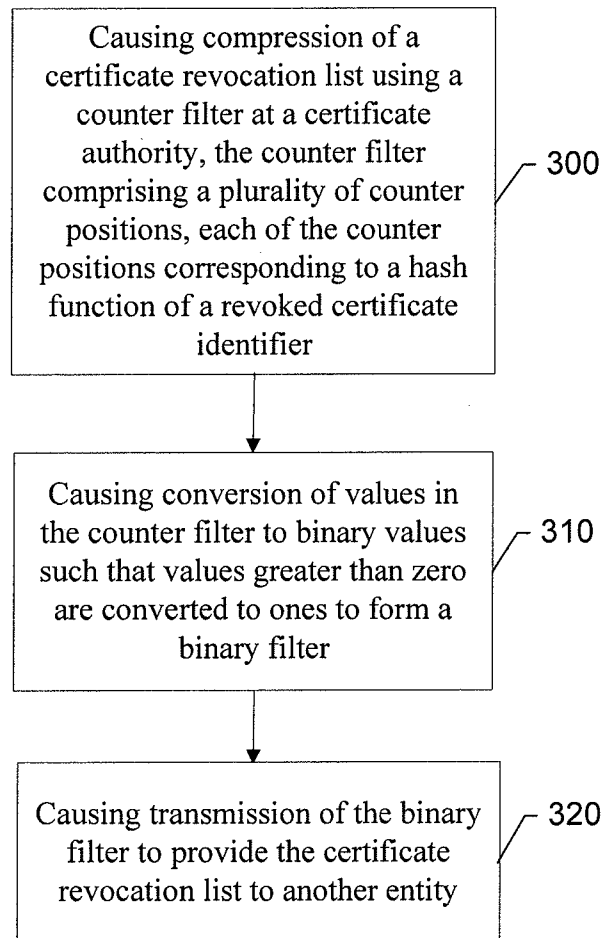 Causing compression of a
certificate revocation list using a
counter filter at a certificate
authority, the counter filter
comprising a plurality of counter
positions, each of the counter
positions corresponding to a hash
function of a revoked certificate
identifier
300
Causing conversion of values in
the counter filter to binary values
such that values greater than zero
are converted to ones to form a
binary filter
310
Causing transmission of the binary
filter to provide the certificate
revocation list to another entity
320